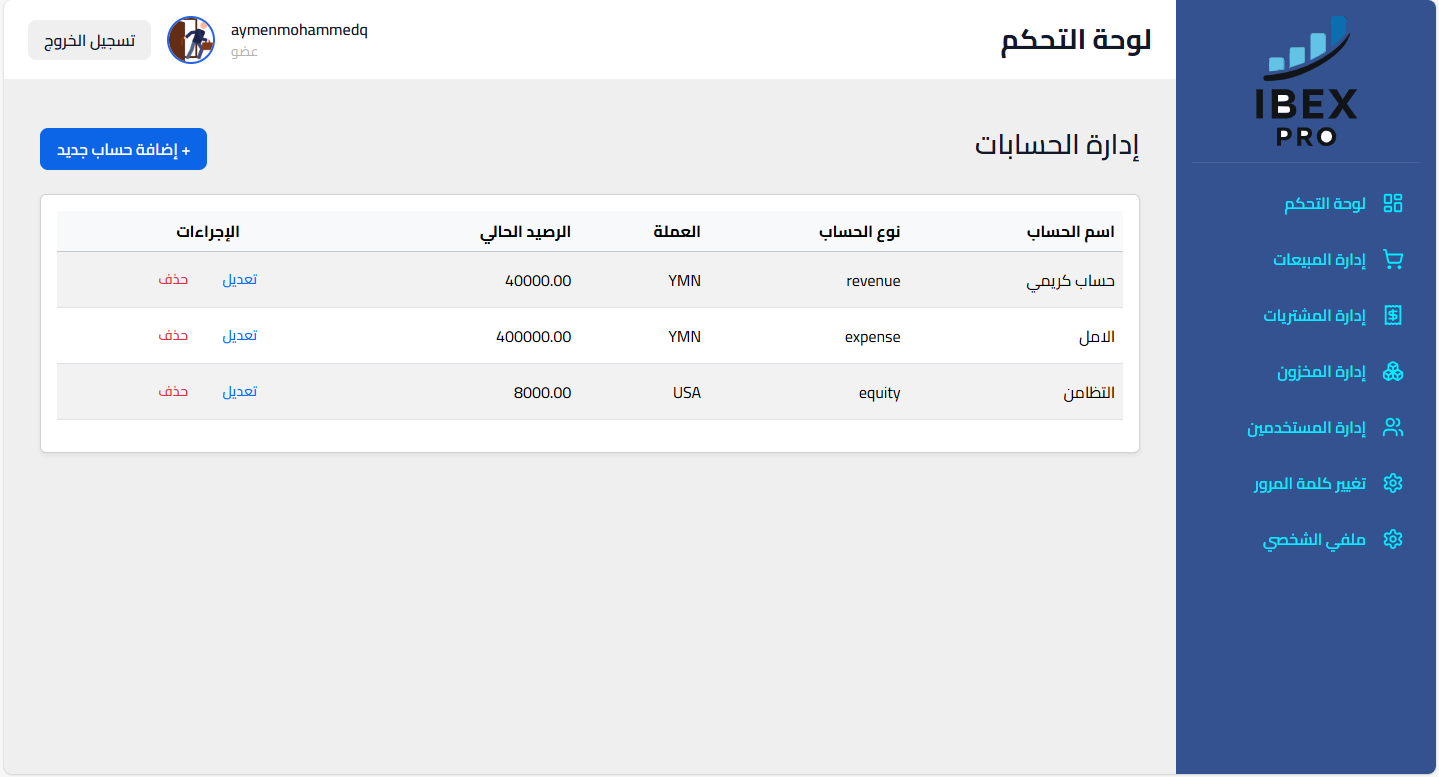 IBEX
PRO
لوحة التحكم
إدارة المبيعات
إدارة المشتريات
إدارة المخزون
إدارة المستخدمين
تغيير كلمة المرور
ملفي الشخصي
لوحة التحكم
aymenmohammedq
عضو
تسجيل الخروج
إدارة الحسابات
+ إضافة حساب جديد
اسم الحساب نوع الحساب العملة الرصيد الحالي الإجراءات
حساب كريمي revenue YMN 40000.00 تعديل حذف
الامل expense YMN 400000.00 تعديل حذف
التظامن equity USA 8000.00 تعديل حذف